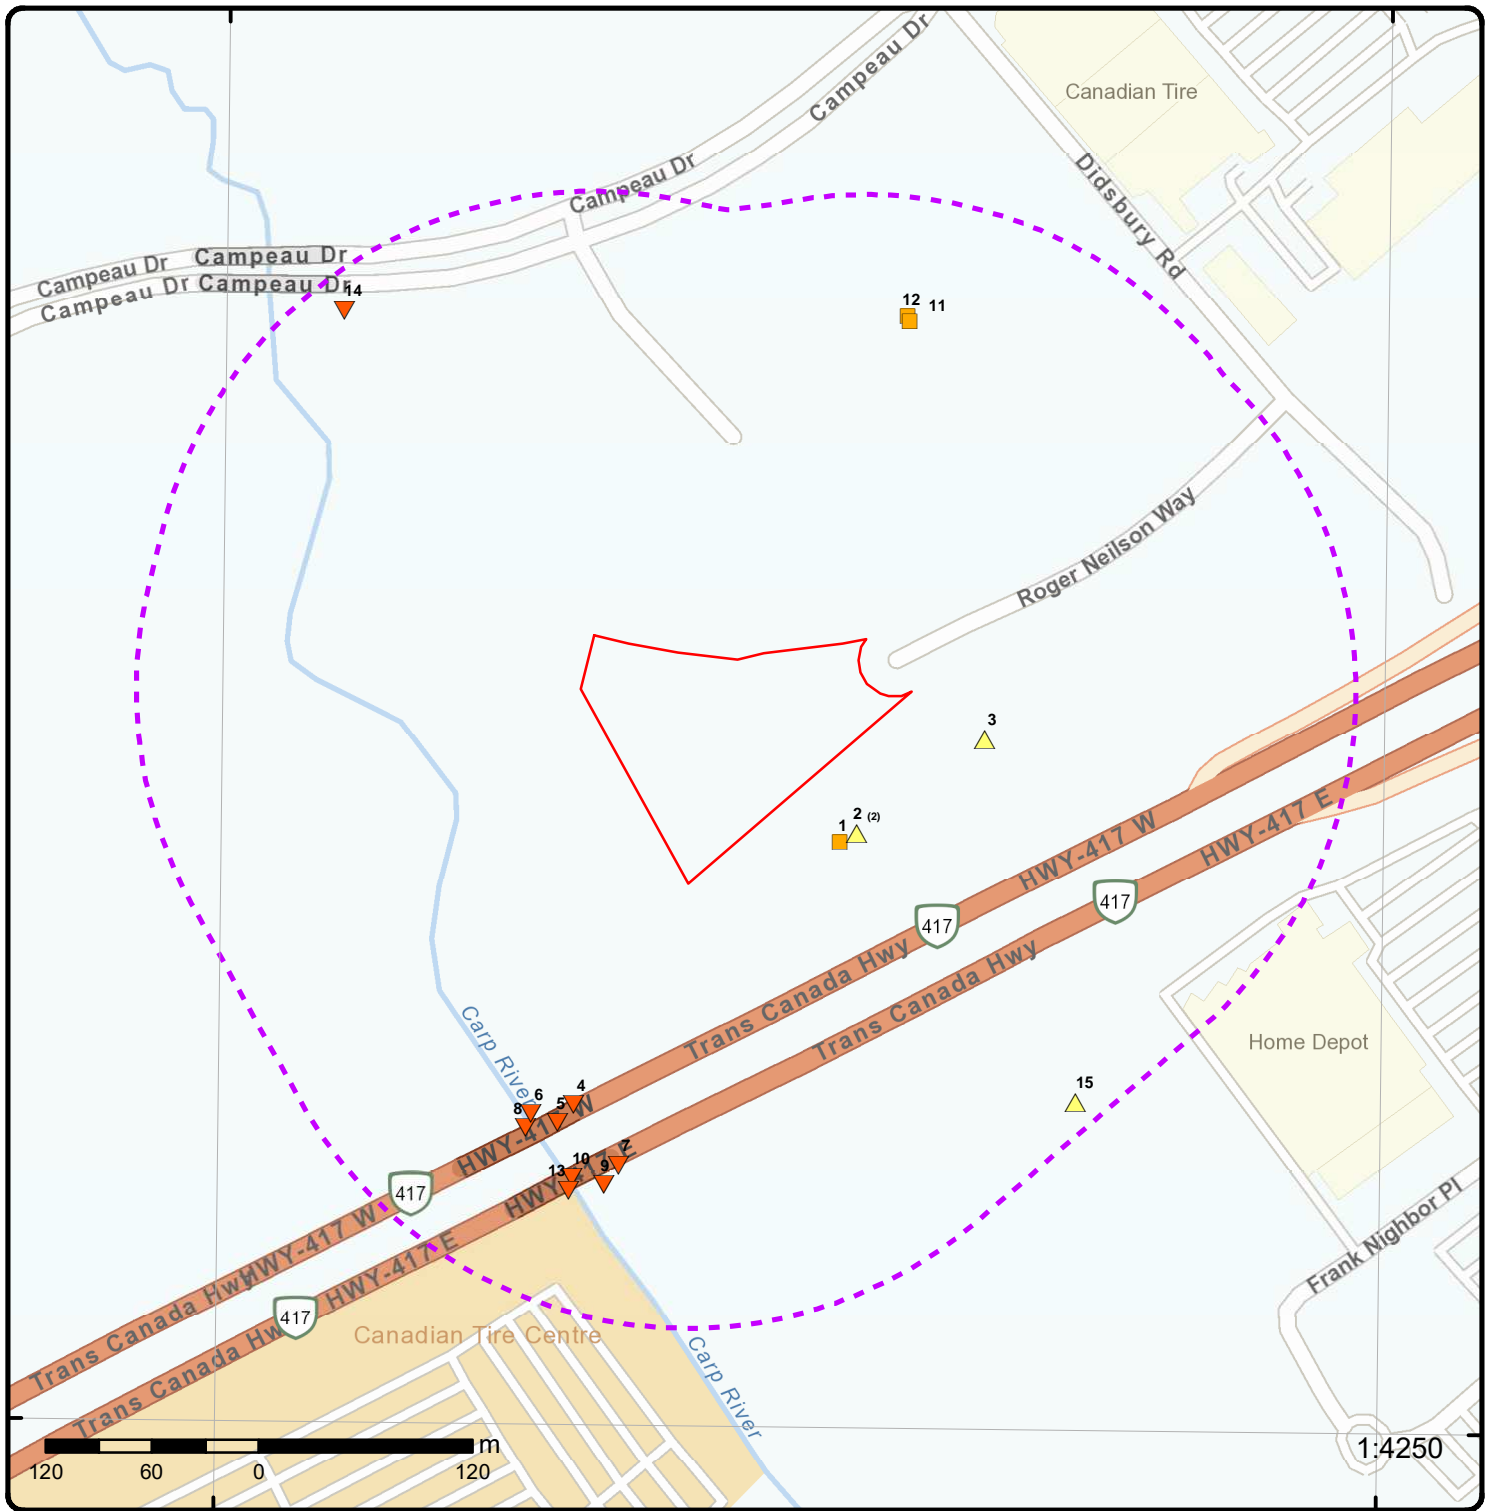 Campeau Dr
Canadian Tire
Campeau Dr
Didsbury Rd
Campeau Dr
Campeau Dr
Campeau Dr
Campeau Dr
14
12
11
Roger Neilson Way
3
2 (2)
1
HWY-417 W
HWY-417 E
417
417
Trans Canada Hwy
Trans Canada Hwy
Carp River
Home Depot
15
4
6
5
8
HWY-417 W
7
10
9
13
HWY-417 E
417
HWY-417 W
Frank Nighbor Pl
HWY-417 E
Trans Canada Hwy
417
Canadian Tire Centre
Trans Canada Hw
Carp River
m
120
60
0
120
1:4250